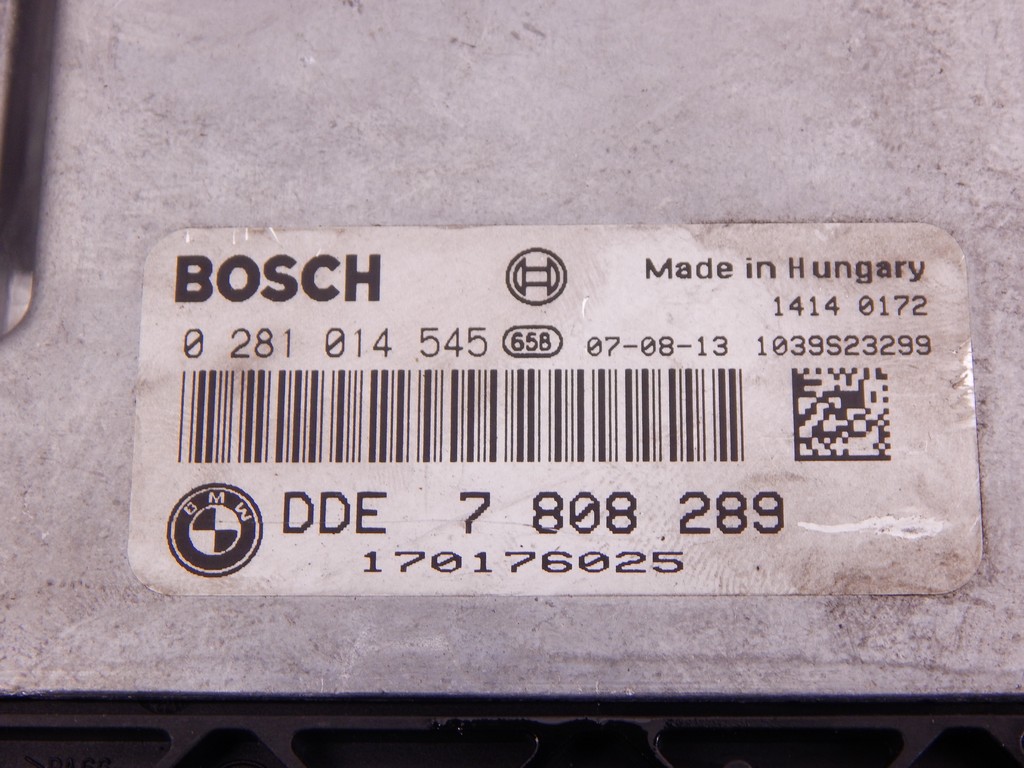 BOSCH
Made in Hungary
1414 0172
0 281 014 545 658 07-08-13 1039S23299
BMW
DDE 7 808 289
170176025